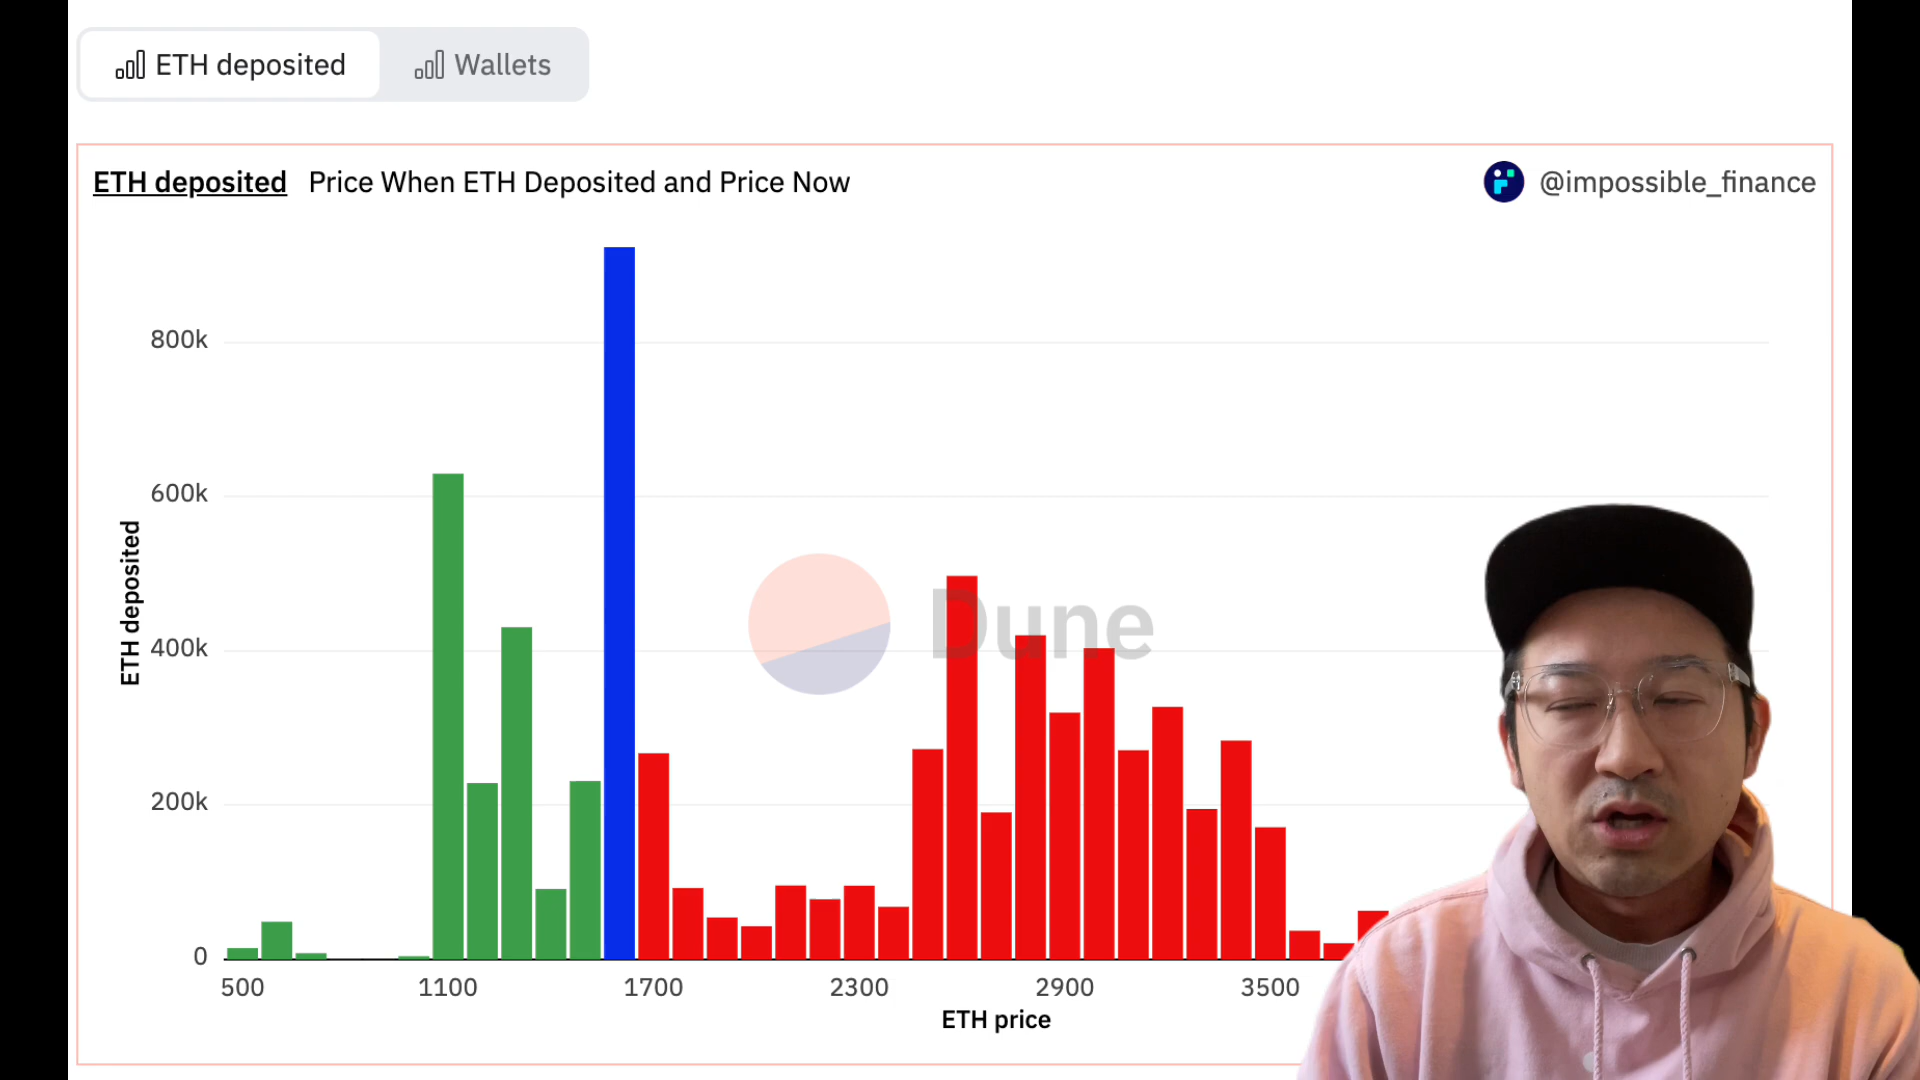 ETH deposited
Wallets
ETH deposited Price When ETH Deposited and Price Now
@impossible_finance
800k
600k
400k
200k
0
ETH deposited
Dune
500 1100 1700 2300 2900 3500
ETH price